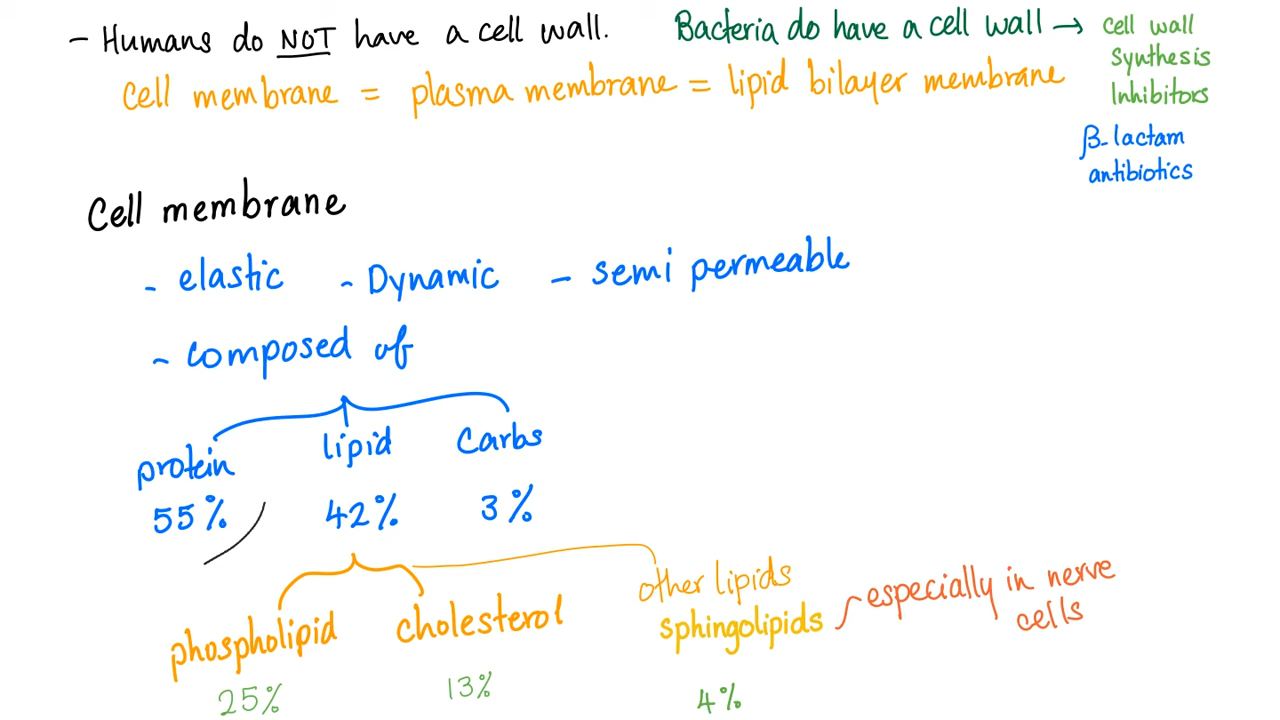 - Humans do NOT have a cell wall. Bacteria do have a cell wall → cell wall
Synthesis
Inhibitors
Cell membrane = plasma membrane = lipid bilayer membrane
β-lactam
antibiotics
Cell membrane
- elastic - Dynamic - semi permeable
- composed of
protein lipid Carbs
55% 42% 3%
phospholipid cholesterol other lipids
sphingolipids especially in nerve
cells
25% 13% 4%